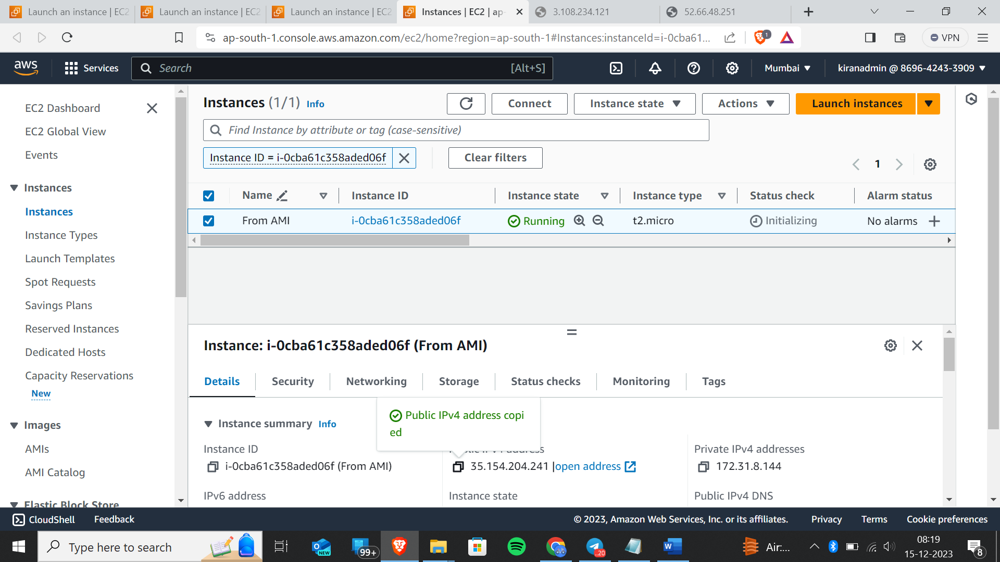 Launch an instance | EC2
Launch an instance | EC2
Launch an instance | EC2
Instances | EC2 | ap-
3.108.234.121
52.66.48.251
ap-south-1.console.aws.amazon.com/ec2/home?region=ap-south-1#Instances:instanceId=i-0cba61...
1
VPN
aws
Services
Search
[Alt+S]
Mumbai
kiranadmin @ 8696-4243-3909
EC2 Dashboard
EC2 Global View
Events
Instances
Instances
Instance Types
Launch Templates
Spot Requests
Savings Plans
Reserved Instances
Dedicated Hosts
Capacity Reservations
New
Images
AMIs
AMI Catalog
Elastic Block Store
Instances (1/1) Info
Connect
Instance state
Actions
Launch instances
Find Instance by attribute or tag (case-sensitive)
Instance ID = i-0cba61c358aded06f
Clear filters
1
Name
Instance ID
Instance state
Instance type
Status check
Alarm status
From AMI
i-0cba61c358aded06f
Running
t2.micro
Initializing
No alarms
Instance: i-0cba61c358aded06f (From AMI)
Details
Security
Networking
Storage
Status checks
Monitoring
Tags
Public IPv4 address copi
ed
Instance summary Info
Instance ID
i-0cba61c358aded06f (From AMI)
Public IPv4 address
35.154.204.241 |open address
Private IPv4 addresses
172.31.8.144
IPv6 address
Instance state
Public IPv4 DNS
CloudShell
Feedback
© 2023, Amazon Web Services, Inc. or its affiliates.
Privacy
Terms
Cookie preferences
Type here to search
NEW
99+
..20
W
Air:...
08:19
15-12-2023
8